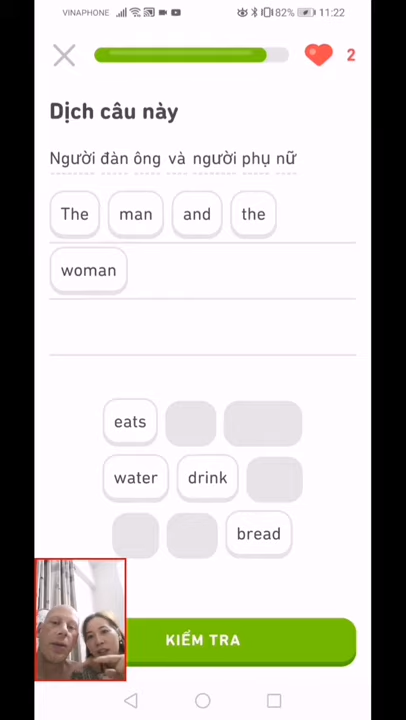 VINAPHONE 82% 11:22
2
Dịch câu này
Người đàn ông và người phụ nữ
The man and the
woman
eats
water drink
bread
KIỂM TRA